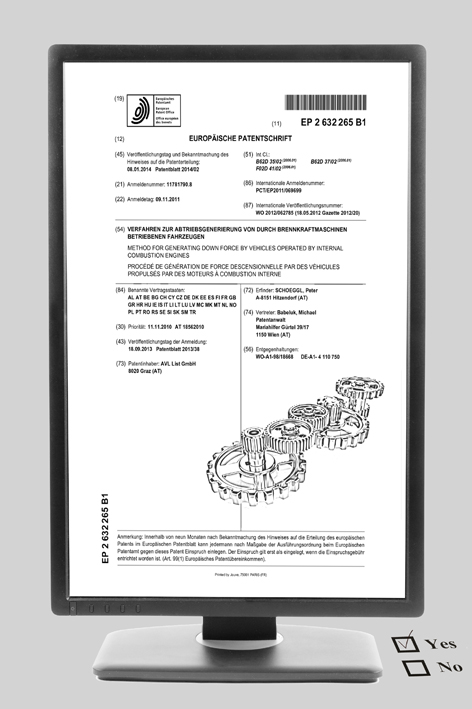 (19)
Europäisches
Patentamt
European
Patent Office
Office européen
des brevets
(11) EP 2 632 265 B1
(12) EUROPÄISCHE PATENTSCHRIFT
(45) Veröffentlichungstag und Bekanntmachung des
Hinweises auf die Patenterteilung:
08.01.2014 Patentblatt 2014/02
(21) Anmeldenummer: 11781790.8
(22) Anmeldetag: 09.11.2011
(51) Int Cl.:
B62D 35/02 (2006.01) B62D 37/02 (2006.01)
F02D 41/02 (2006.01)
(86) Internationale Anmeldenummer:
PCT/EP2011/069699
(87) Internationale Veröffentlichungsnummer:
WO 2012/062785 (18.05.2012 Gazette 2012/20)
(54) VERFAHREN ZUR ABTRIEBSGENERIERUNG VON DURCH BRENNKRAFTMASCHINEN
BETRIEBENEN FAHRZEUGEN
METHOD FOR GENERATING DOWN FORCE BY VEHICLES OPERATED BY INTERNAL
COMBUSTION ENGINES
PROCÉDÉ DE GÉNÉRATION DE FORCE DESCENSIONNELLE PAR DES VÉHICULES
PROPULSÉS PAR DES MOTEURS À COMBUSTION INTERNE
(84) Benannte Vertragsstaaten:
AL AT BE BG CH CY CZ DE DK EE ES FI FR GB
GR HR HU IE IS IT LI LT LU LV MC MK MT NL NO
PL PT RO RS SE SI SK SM TR
(30) Priorität: 11.11.2010 AT 18562010
(43) Veröffentlichungstag der Anmeldung:
18.09.2013 Patentblatt 2013/38
(73) Patentinhaber: AVL List GmbH
8020 Graz (AT)
(72) Erfinder: SCHOEGGL, Peter
A-8151 Hitzendorf (AT)
(74) Vertreter: Babeluk, Michael
Patentanwalt
Mariahilfer Gürtel 39/17
1150 Wien (AT)
(56) Entgegenhaltungen:
WO-A1-98/18668 DE-A1- 4 110 750
EP 2 632 265 B1
Anmerkung: Innerhalb von neun Monaten nach Bekanntmachung des Hinweises auf die Erteilung des europäischen
Patents im Europäischen Patentblatt kann jedermann nach Maßgabe der Ausführungsordnung beim Europäischen
Patentamt gegen dieses Patent Einspruch einlegen. Der Einspruch gilt erst als eingelegt, wenn die Einspruchsgebühr
entrichtet worden ist. (Art. 99(1) Europäisches Patentübereinkommen).
Printed by Jouve, 75001 PARIS (FR)
Yes
No